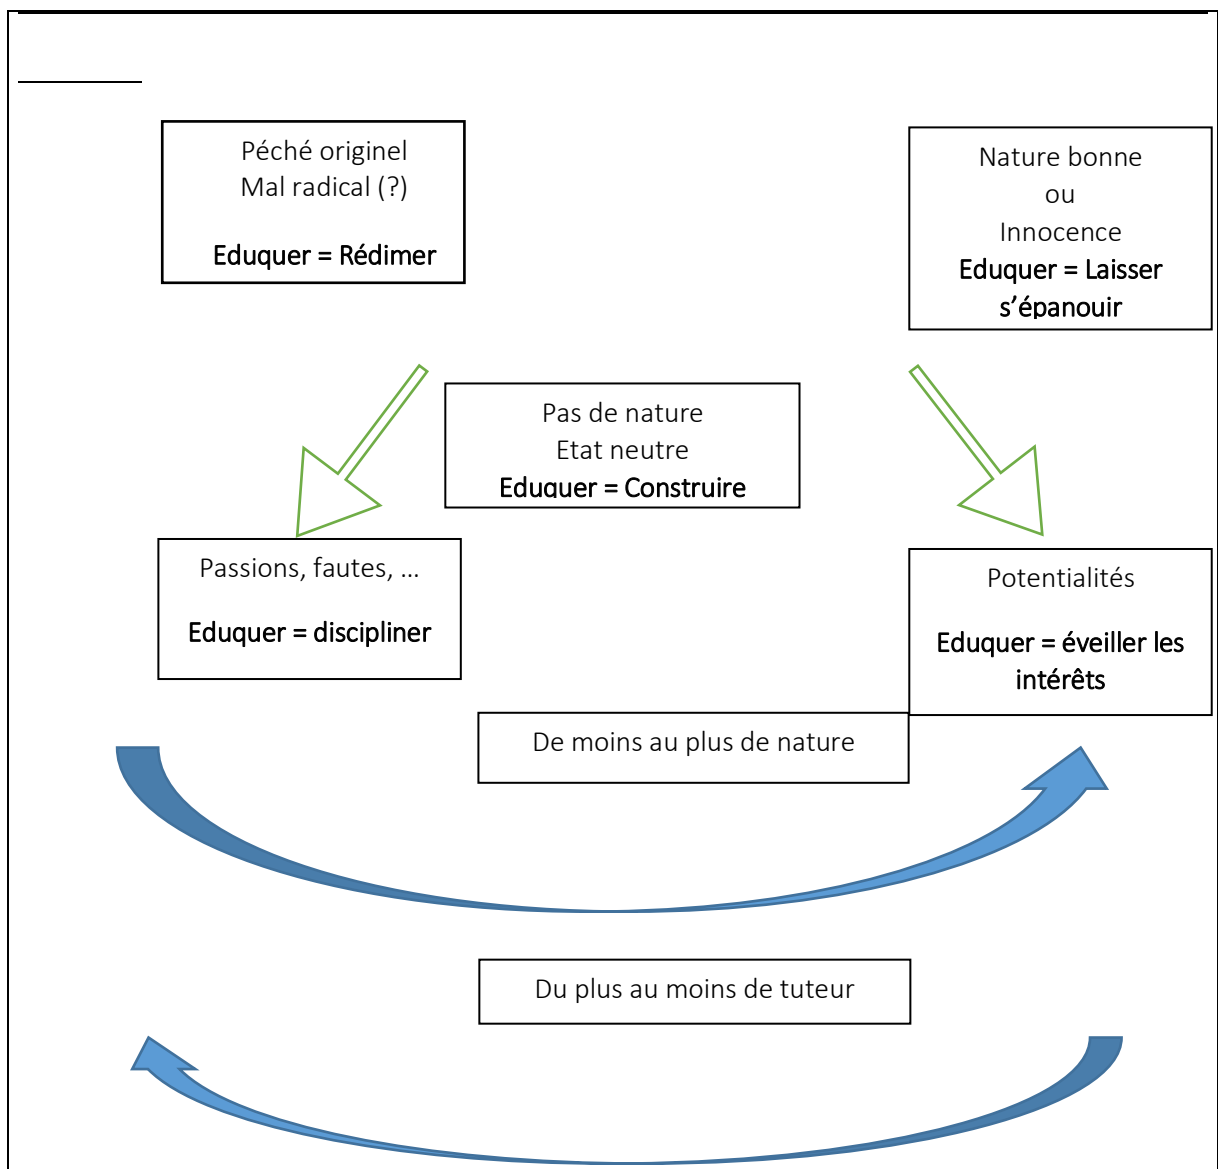 Péché originel
Mal radical (?)
Eduquer = Rédimer
Nature bonne
ou
Innocence
Eduquer = Laisser
s’épanouir
Pas de nature
Etat neutre
Eduquer = Construire
Passions, fautes, …
Eduquer = discipliner
Potentialités
Eduquer = éveiller les
intérêts
De moins au plus de nature
Du plus au moins de tuteur